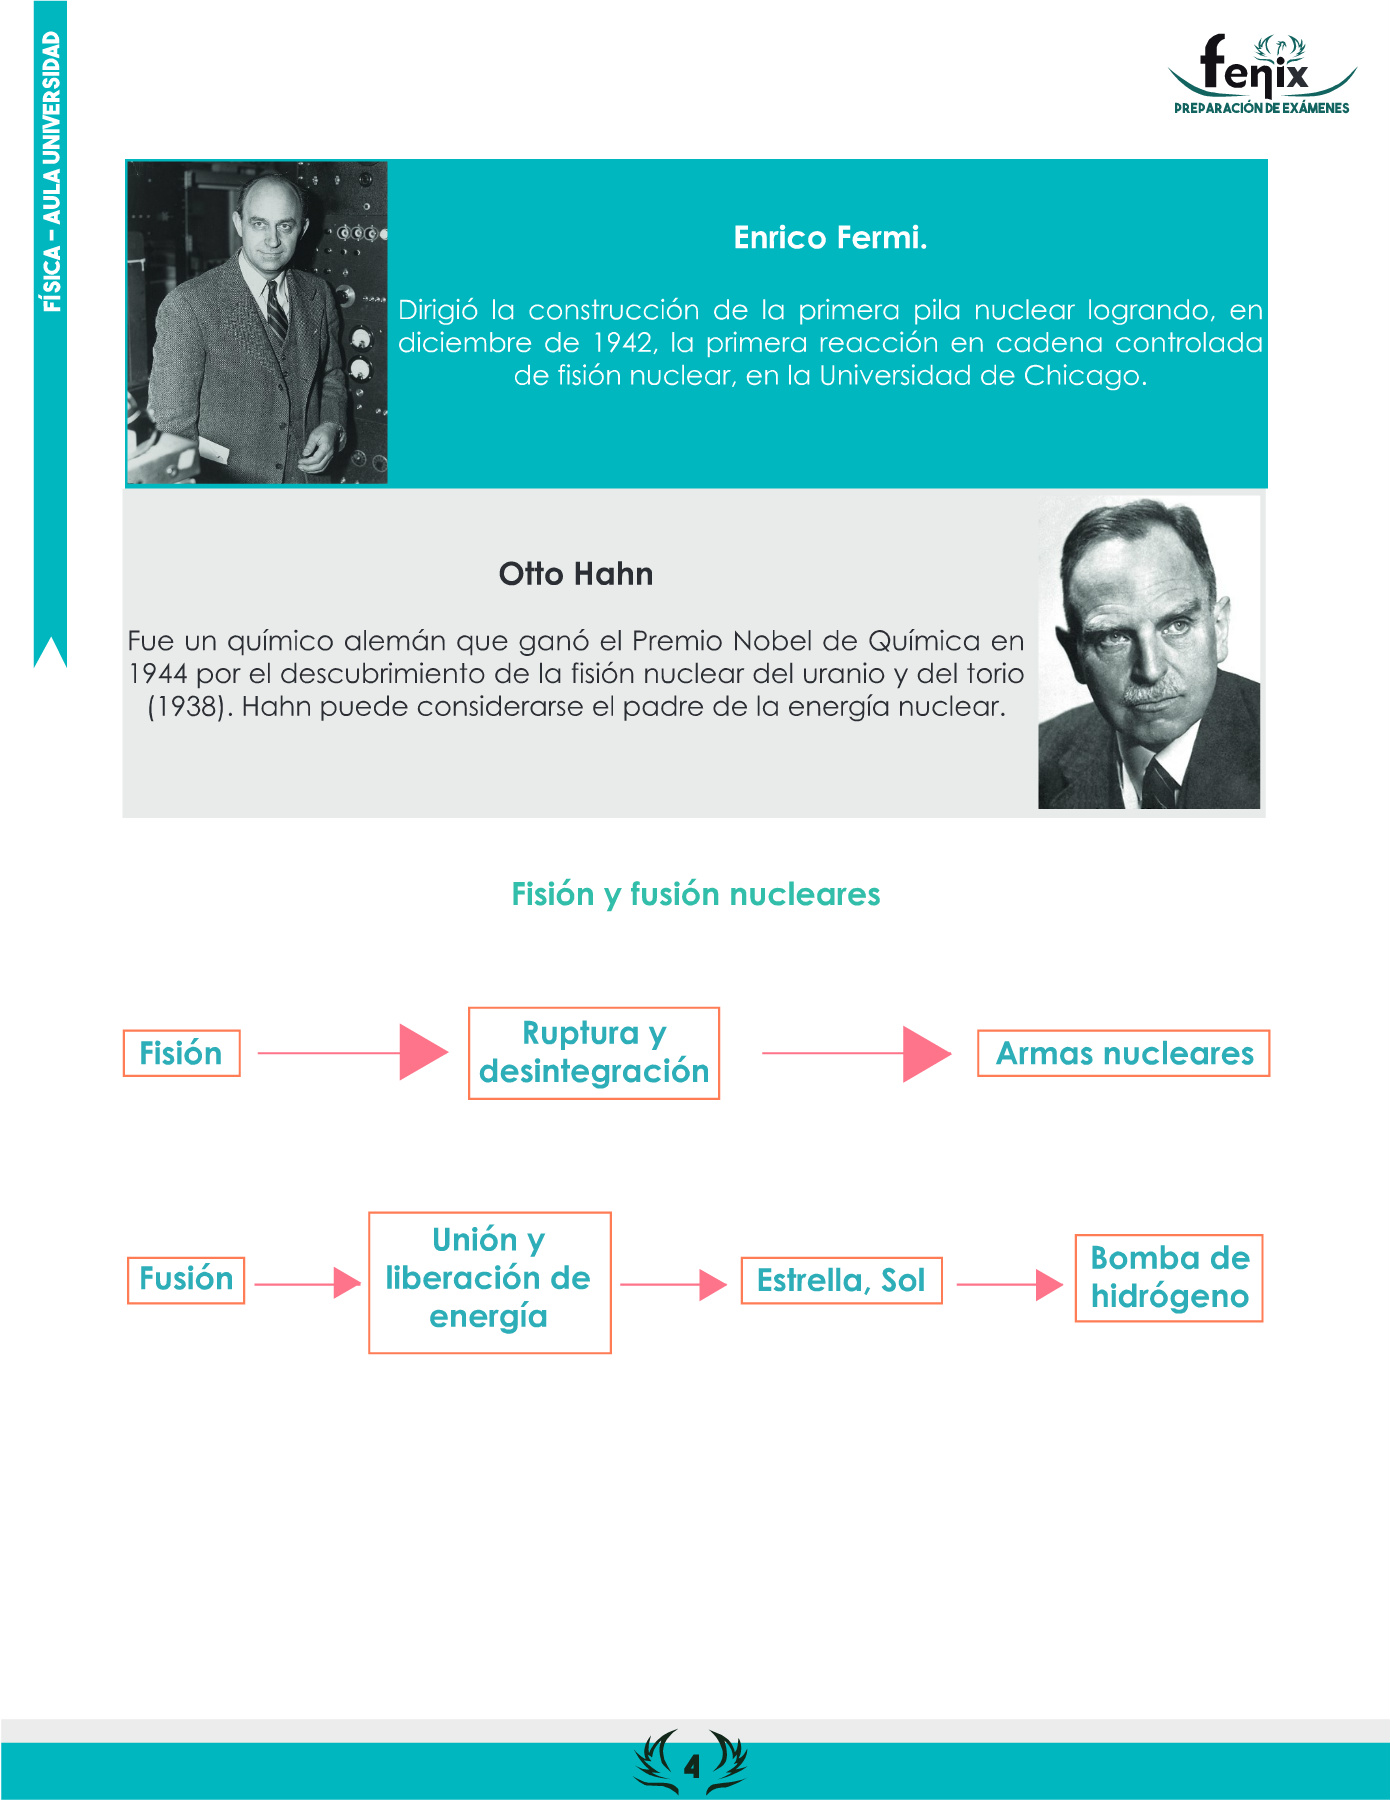 FÍSICA – AULA UNIVERSIDAD
fenix
PREPARACIÓN DE EXÁMENES
Enrico Fermi.
Dirigió la construcción de la primera pila nuclear logrando, en
diciembre de 1942, la primera reacción en cadena controlada
de fisión nuclear, en la Universidad de Chicago.
Otto Hahn
Fue un químico alemán que ganó el Premio Nobel de Química en
1944 por el descubrimiento de la fisión nuclear del uranio y del torio
(1938). Hahn puede considerarse el padre de la energía nuclear.
Fisión y fusión nucleares
Fisión
Ruptura y
desintegración
Armas nucleares
Fusión
Unión y
liberación de
energía
Estrella, Sol
Bomba de
hidrógeno
4